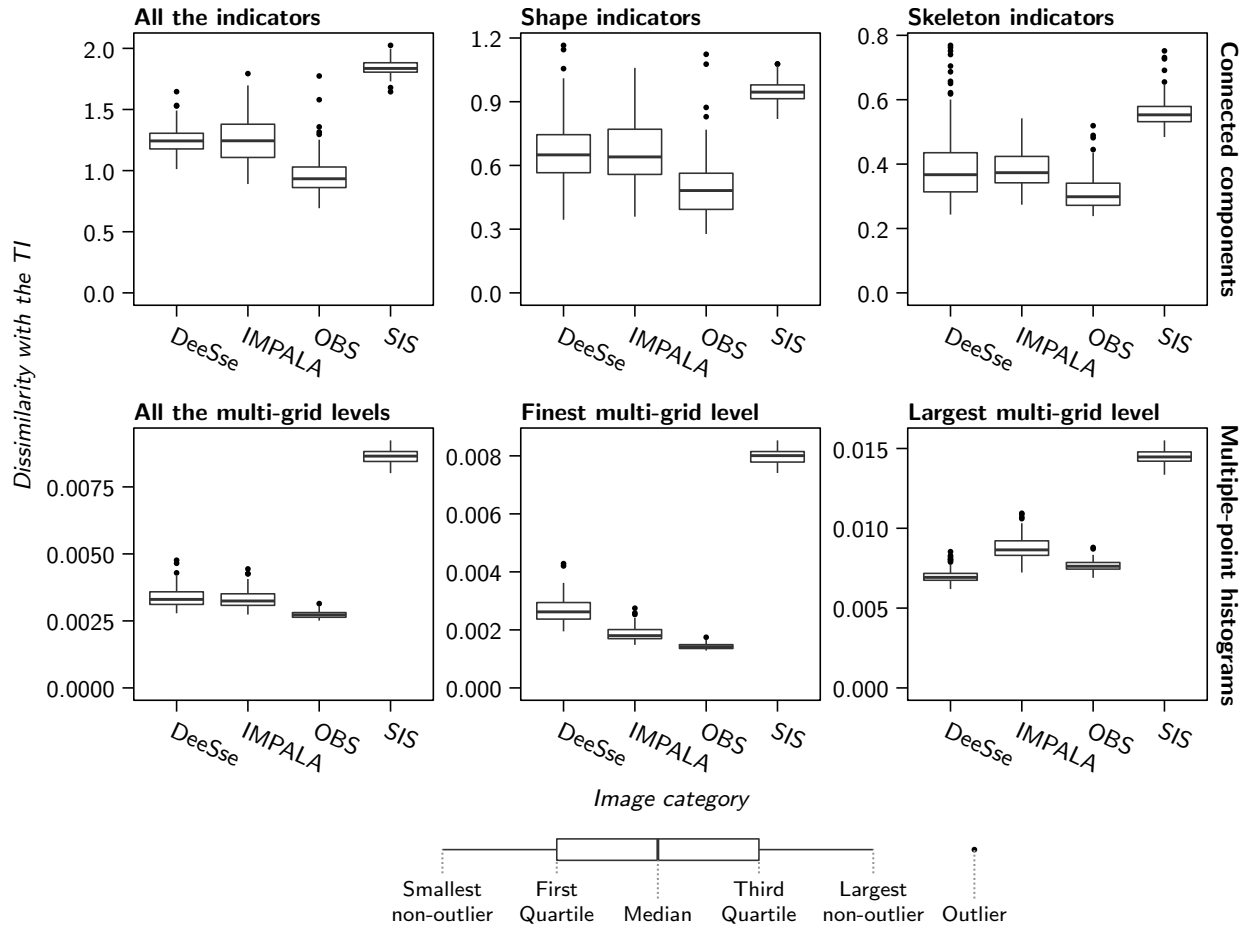 All the indicators
Shape indicators
Skeleton indicators
2.0
1.5
1.0
0.5
0.0
1.2
0.9
0.6
0.3
0.0
0.8
0.6
0.4
0.2
0.0
Connected components
DeeSse
IMPALA
OBS
SIS
DeeSse
IMPALA
OBS
SIS
DeeSse
IMPALA
OBS
SIS
Dissimilarity with the TI
All the multi-grid levels
Finest multi-grid level
Largest multi-grid level
0.0075
0.0050
0.0025
0.0000
0.008
0.006
0.004
0.002
0.000
0.015
0.010
0.005
0.000
Multiple-point histograms
DeeSse
IMPALA
OBS
SIS
DeeSse
IMPALA
OBS
SIS
DeeSse
IMPALA
OBS
SIS
Image category
Smallest
non-outlier
First
Quartile
Median
Third
Quartile
Largest
non-outlier
Outlier